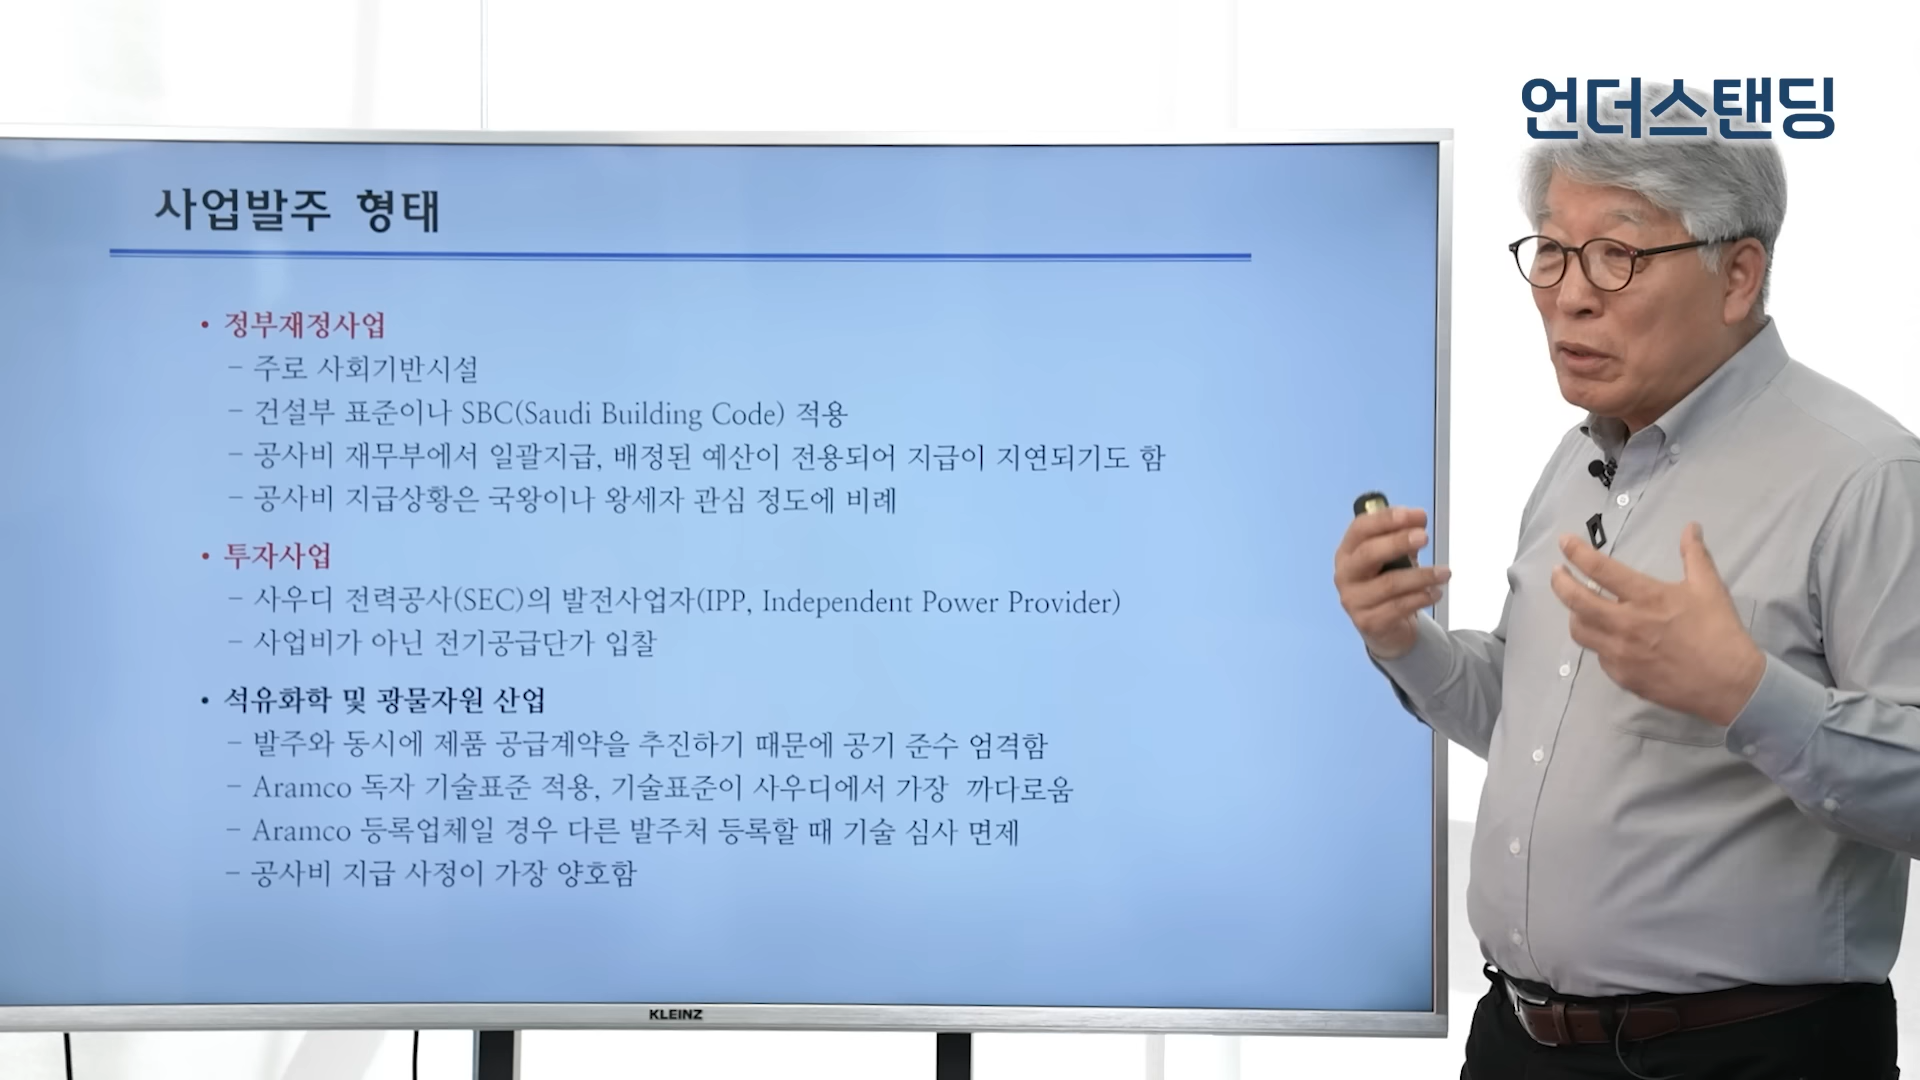 언더스탠딩
사업발주 형태
• 정부재정사업
– 주로 사회기반시설
– 건설부 표준이나 SBC(Saudi Building Code) 적용
– 공사비 재무부에서 일괄지급, 배정된 예산이 전용되어 지급이 지연되기도 함
– 공사비 지급상황은 국왕이나 왕세자 관심 정도에 비례
• 투자사업
– 사우디 전력공사(SEC)의 발전사업자(IPP, Independent Power Provider)
– 사업비가 아닌 전기공급단가 입찰
• 석유화학 및 광물자원 산업
– 발주와 동시에 제품 공급계약을 추진하기 때문에 공기 준수 엄격함
– Aramco 독자 기술표준 적용, 기술표준이 사우디에서 가장 까다로움
– Aramco 등록업체일 경우 다른 발주처 등록할 때 기술 심사 면제
– 공사비 지급 사정이 가장 양호함
KLEINZ